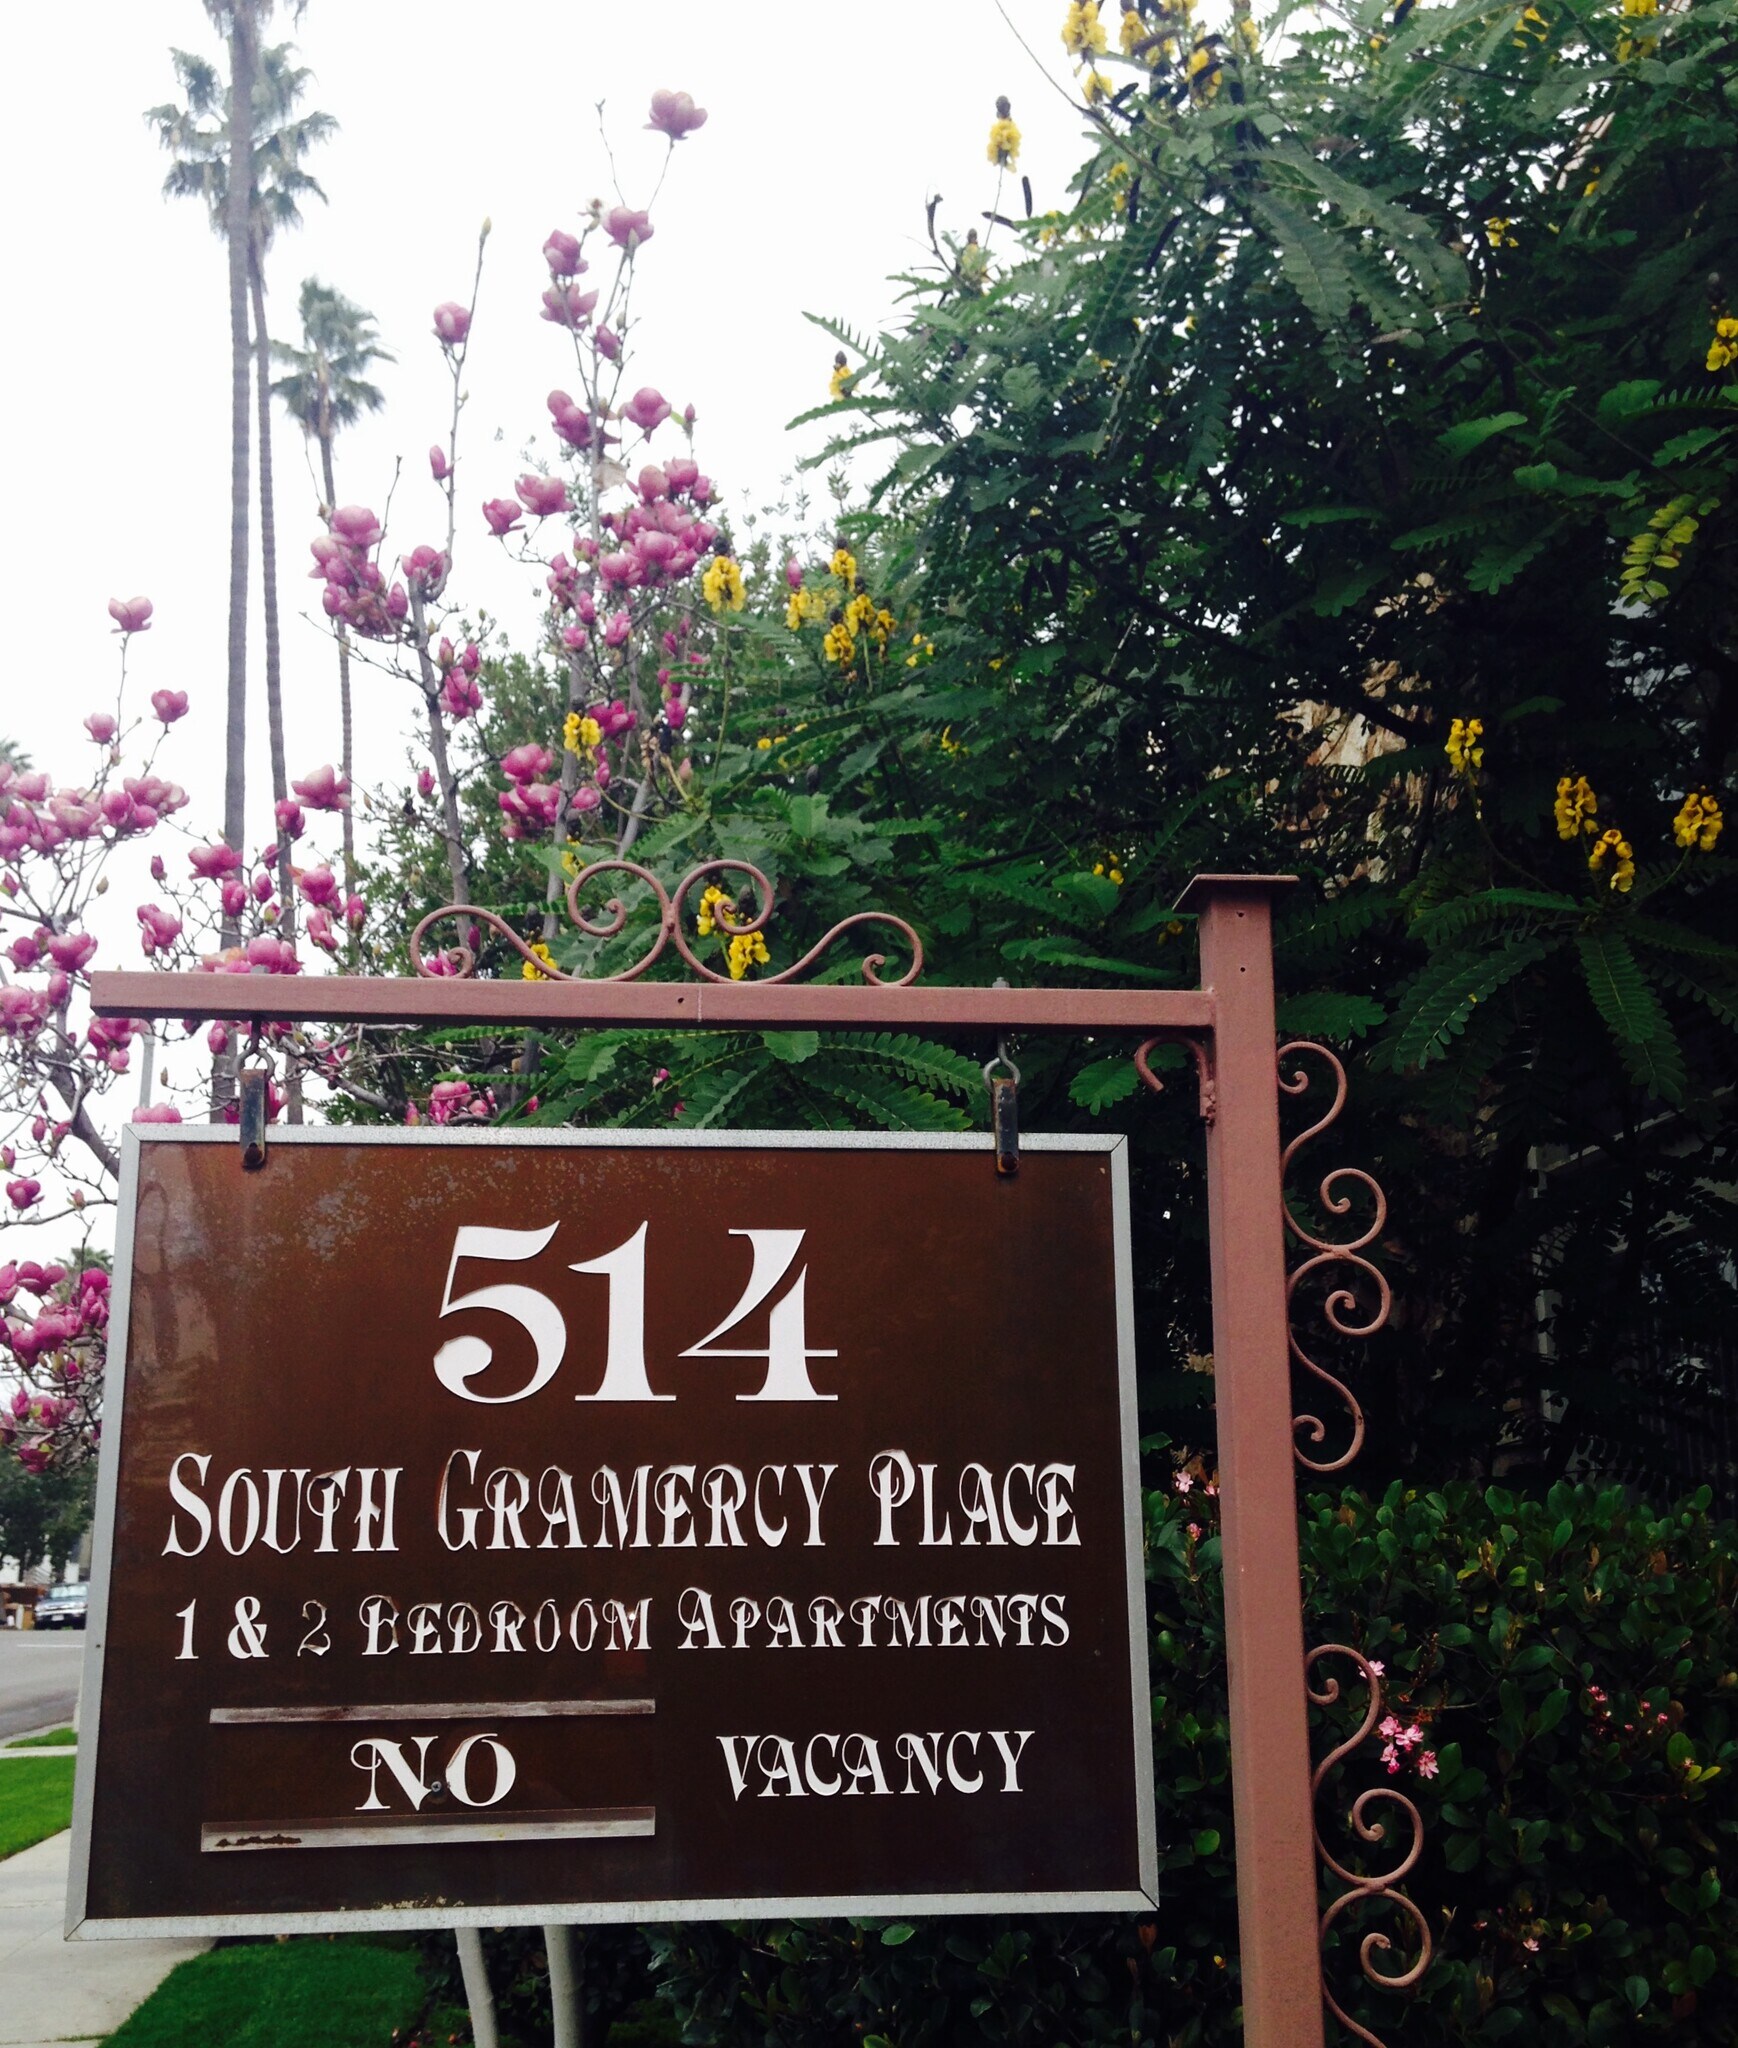 514
South Gramercy Place
1 & 2 Bedroom Apartments
NO VACANCY